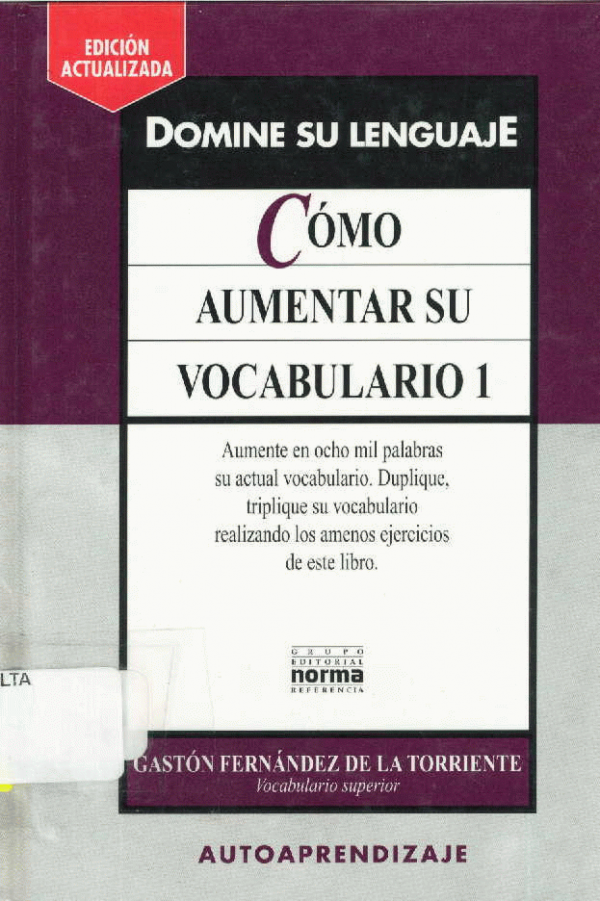 EDICIÓN
ACTUALIZADA
DOMINE SU LENGUAJE
CÓMO
AUMENTAR SU
VOCABULARIO 1
Aumente en ocho mil palabras
su actual vocabulario. Duplique,
triplique su vocabulario
realizando los amenos ejercicios
de este libro.
GRUPO
EDITORIAL
norma
REFERENCIA
LTA
GASTÓN FERNÁNDEZ DE LA TORRIENTE
Vocabulario superior
AUTOAPRENDIZAJE